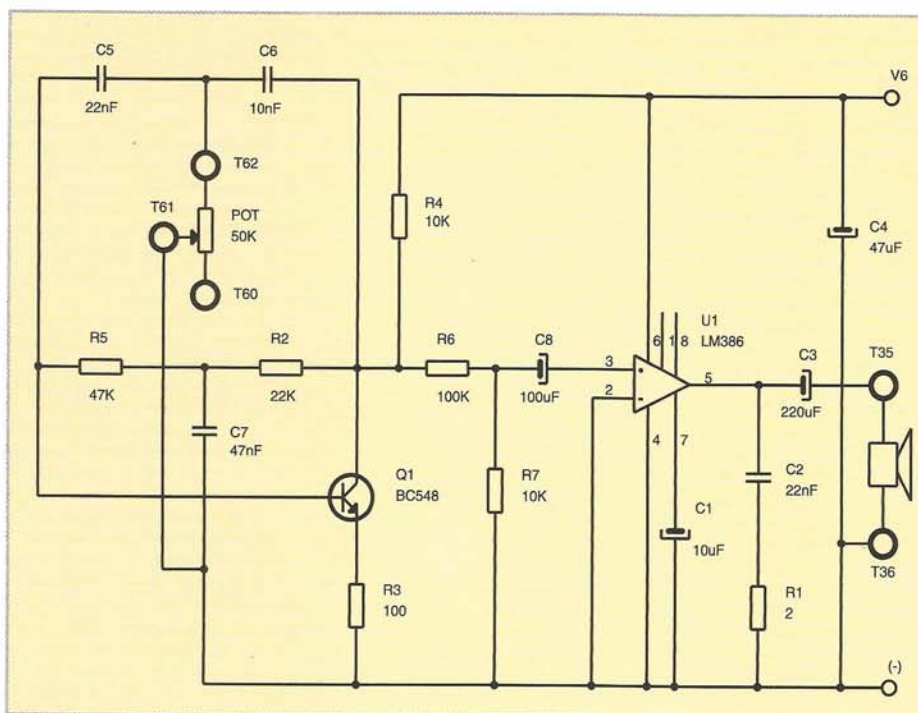 C5
22nF
C6
10nF
V6
T62
T61
POT
50K
T60
R4
10K
C4
47uF
R5
47K
R2
22K
R6
100K
C8
100uF
3
2
6
1
8
U1
LM386
5
4
7
C3
220uF
T35
C7
47nF
Q1
BC548
R7
10K
C1
10uF
C2
22nF
T36
R3
100
R1
2
(-)